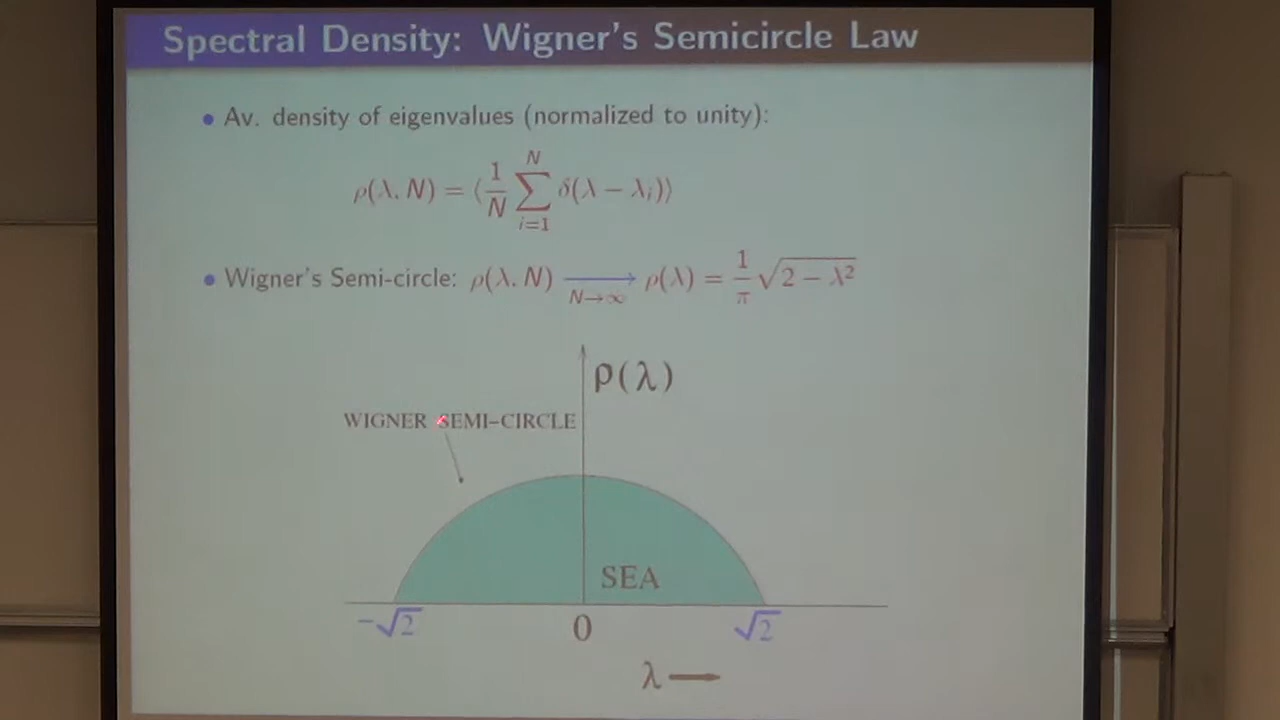 Spectral Density: Wigner's Semicircle Law
• Av. density of eigenvalues (normalized to unity):
ρ(λ, N) = ⟨1/N ∑_{i=1}^{N} δ(λ − λ_i)⟩
• Wigner's Semi-circle: ρ(λ, N) ⟶_{N→∞} ρ(λ) = 1/π √(2 − λ²)
ρ(λ)
WIGNER SEMI-CIRCLE
SEA
−√2 0 √2
λ →